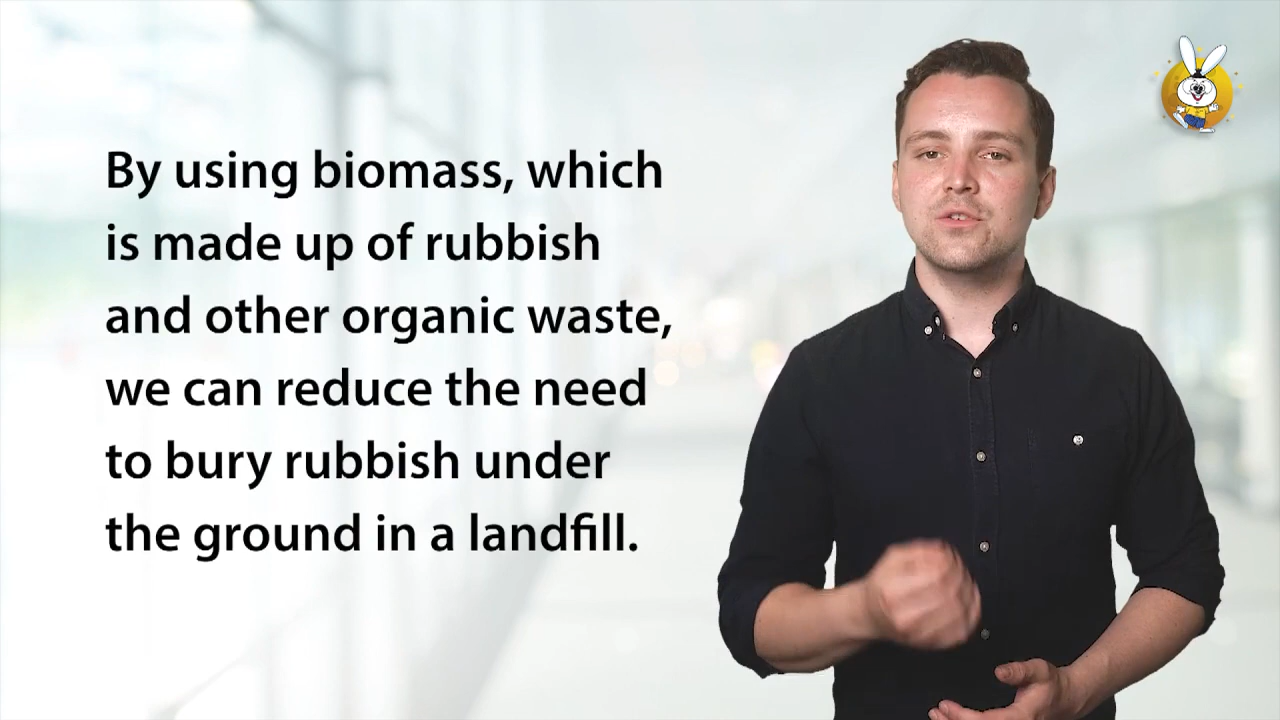 By using biomass, which
is made up of rubbish
and other organic waste,
we can reduce the need
to bury rubbish under
the ground in a landfill.